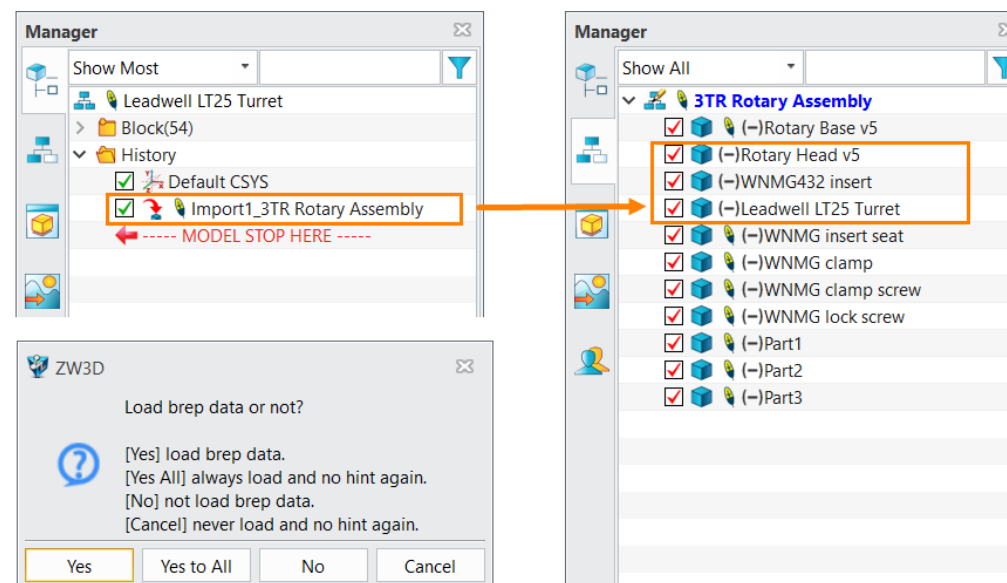 Manager
Show Most
Leadwell LT25 Turret
Block(54)
History
Default CSYS
Import1_3TR Rotary Assembly
----- MODEL STOP HERE -----
ZW3D
Load brep data or not?
[Yes] load brep data.
[Yes All] always load and no hint again.
[No] not load brep data.
[Cancel] never load and no hint again.
Yes
Yes to All
No
Cancel
Manager
Show All
3TR Rotary Assembly
(-)Rotary Base v5
(-)Rotary Head v5
(-)WNMG432 insert
(-)Leadwell LT25 Turret
(-)WNMG insert seat
(-)WNMG clamp
(-)WNMG clamp screw
(-)WNMG lock screw
(-)Part1
(-)Part2
(-)Part3